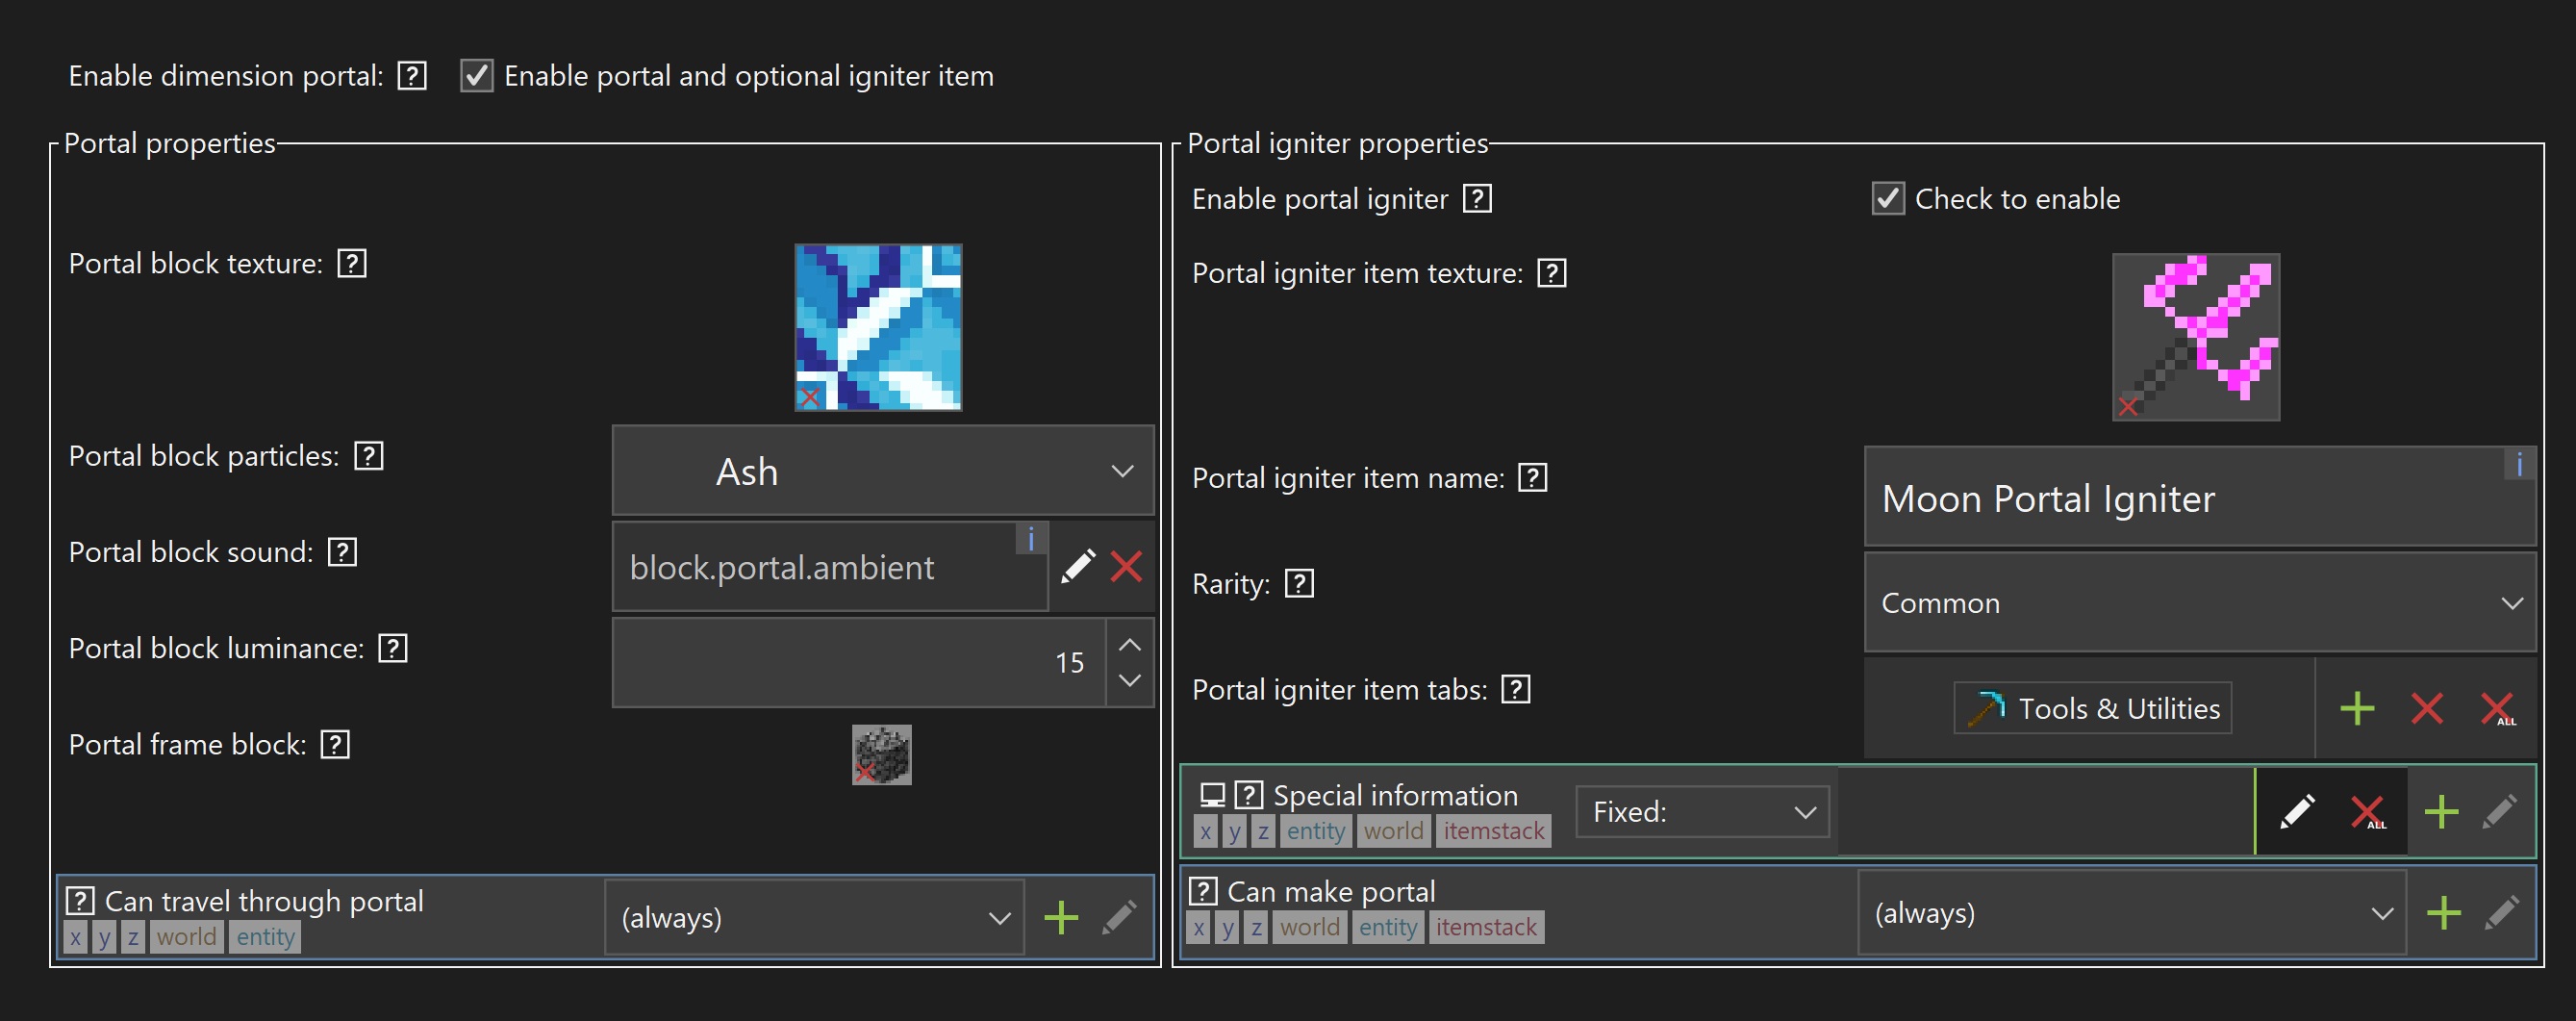 Enable dimension portal: ? Enable portal and optional igniter item
Portal properties
Portal block texture: ?
Portal block particles: ? Ash
Portal block sound: ? block.portal.ambient i
Portal block luminance: ? 15
Portal frame block: ?
? Can travel through portal (always)
x y z world entity
Portal igniter properties
Enable portal igniter ? Check to enable
Portal igniter item texture: ?
Portal igniter item name: ? Moon Portal Igniter i
Rarity: ? Common
Portal igniter item tabs: ? Tools & Utilities ALL
? Special information Fixed: ALL
x y z entity world itemstack
? Can make portal (always)
x y z world entity itemstack